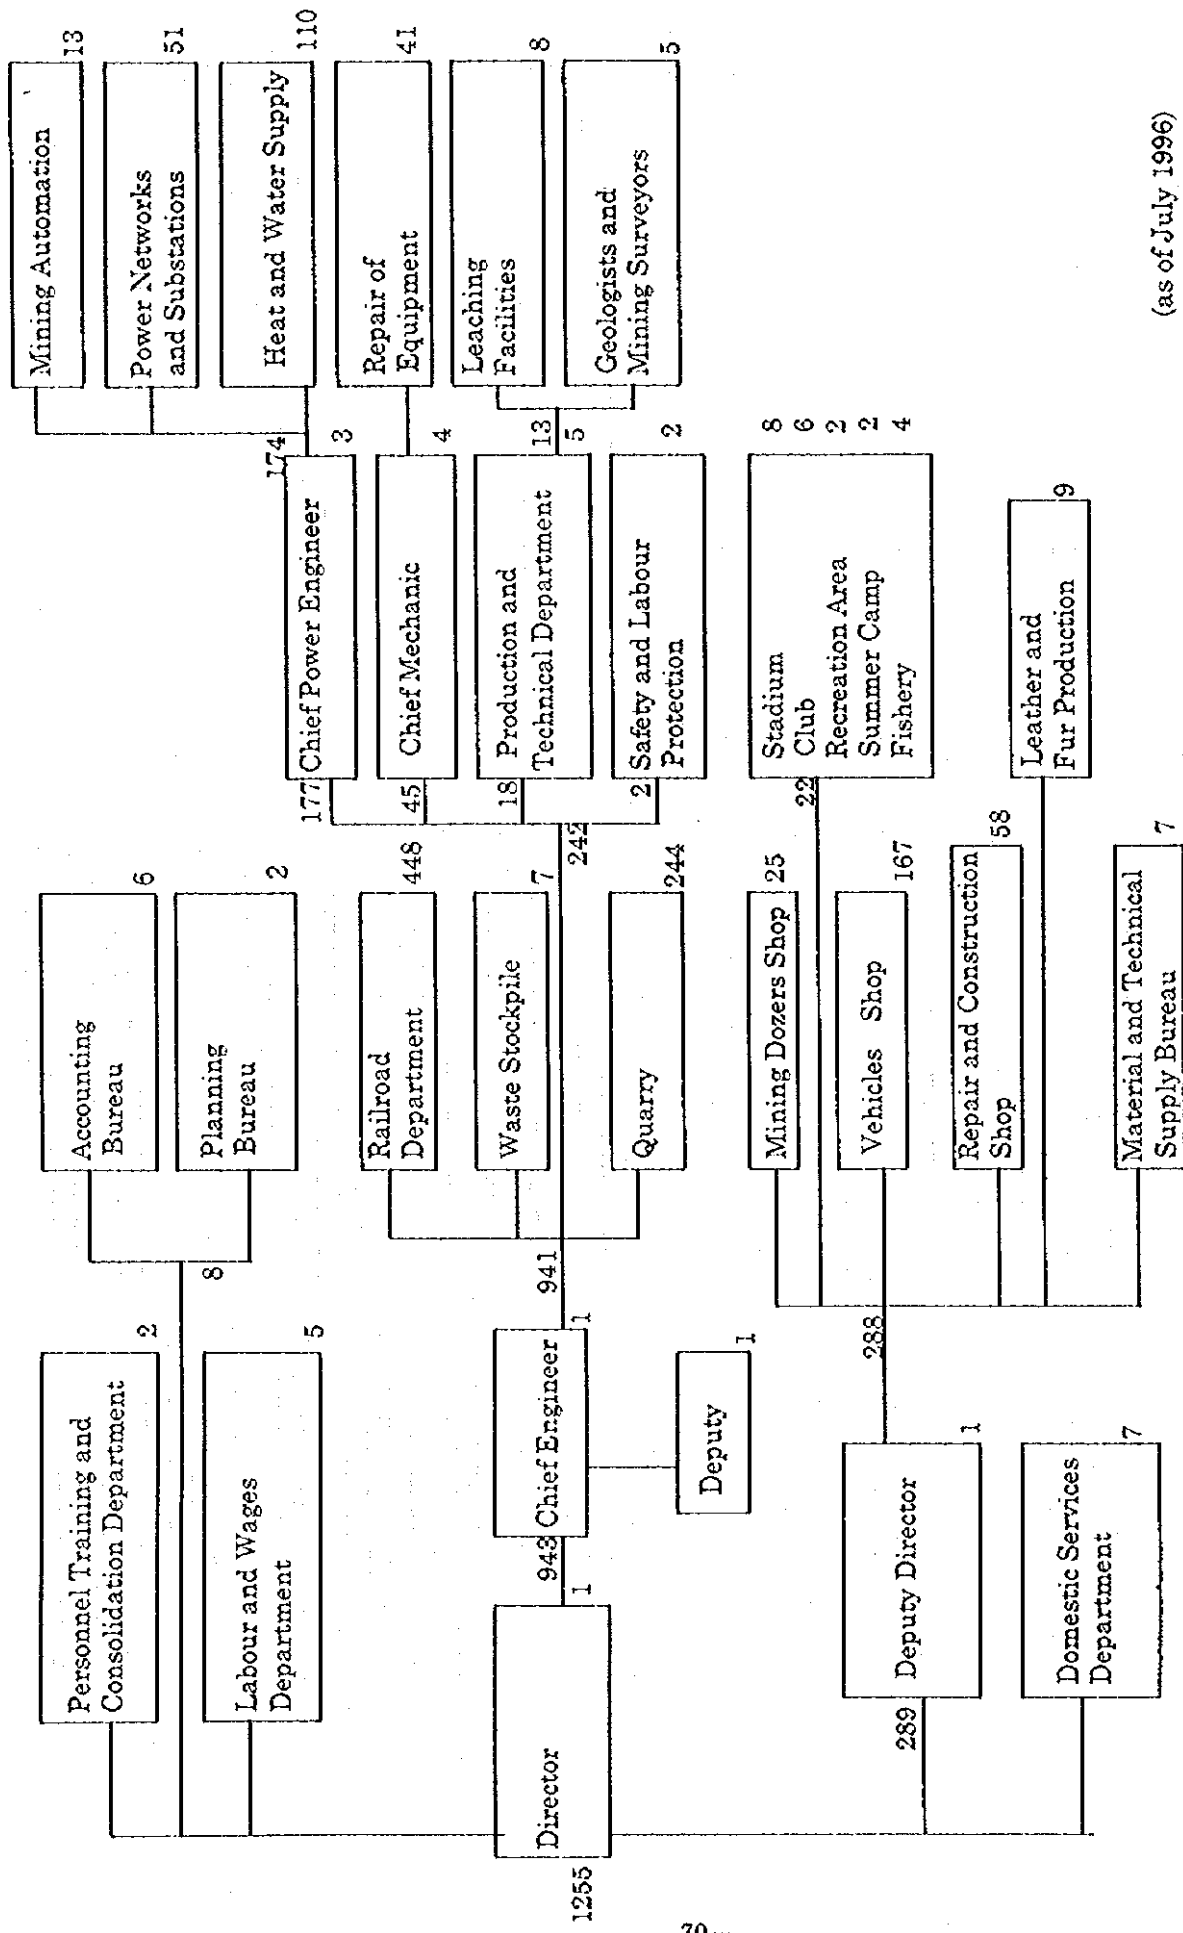 Personnel Training and
Consolidation Department
2
Labour and Wages
Department
5
Accounting
Bureau
6
Planning
Bureau
2
8
1255
Director
1
943
Chief Engineer
1
Deputy
1
941
Railroad
Department
448
Waste Stockpile
7
Quarry
244
242
177
Chief Power Engineer
3
174
Mining Automation
13
Power Networks
and Substations
51
Heat and Water Supply
110
45
Chief Mechanic
4
Repair of
Equipment
41
18
Production and
Technical Department
5
13
Leaching
Facilities
8
Geologists and
Mining Surveyors
5
2
Safety and Labour
Protection
2
289
Deputy Director
1
Domestic Services
Department
7
288
Mining Dozers Shop
25
22
Stadium 8
Club 6
Recreation Area 2
Summer Camp 2
Fishery 4
Vehicles Shop
167
Repair and Construction
Shop
58
Leather and
Fur Production
9
Material and Technical
Supply Bureau
7
(as of July 1996)
70